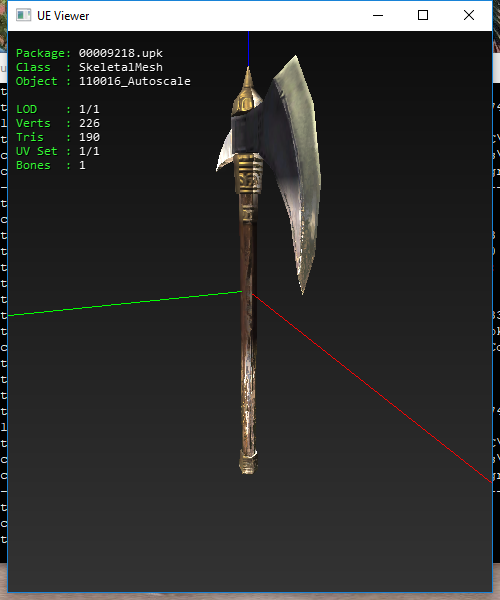 UE Viewer
Package: 00009218.upk
Class : SkeletalMesh
Object : 110016_Autoscale
LOD : 1/1
Verts : 226
Tris : 190
UV Set : 1/1
Bones : 1